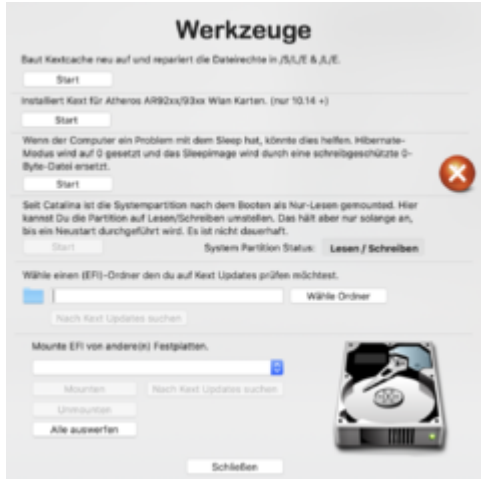 Werkzeuge
Baut Kextcache neu auf und repariert die Dateirechte in /S/L/E & /L/E.
Start
Installiert Kext für Atheros AR92xx/93xx Wlan Karten. (nur 10.14 +)
Start
Wenn der Computer ein Problem mit dem Sleep hat, könnte dies helfen. Hibernate-
Modus wird auf 0 gesetzt und das Sleepimage wird durch eine schreibgeschützte 0-
Byte-Datei ersetzt.
Start
Seit Catalina ist die Systempartition nach dem Booten als Nur-Lesen gemounted. Hier
kannst Du die Partition auf Lesen/Schreiben umstellen. Das hält aber nur solange an,
bis ein Neustart durchgeführt wird. Es ist nicht dauerhaft.
Start System Partition Status: Lesen / Schreiben
Wähle einen (EFI)-Ordner den du auf Kext Updates prüfen möchtest.
Wähle Ordner
Nach Kext Updates suchen
Mounte EFI von andere(n) Festplatten.
Mounten Nach Kext Updates suchen
Unmounten
Alle auswerfen
Schließen